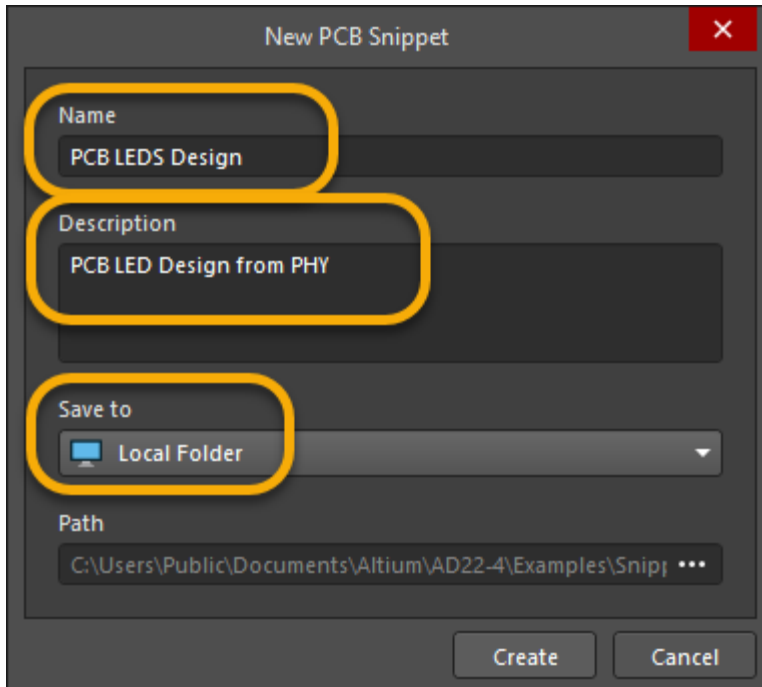 New PCB Snippet
Name
PCB LEDS Design
Description
PCB LED Design from PHY
Save to
Local Folder
Path
C:\Users\Public\Documents\Altium\AD22-4\Examples\Snip
Create Cancel